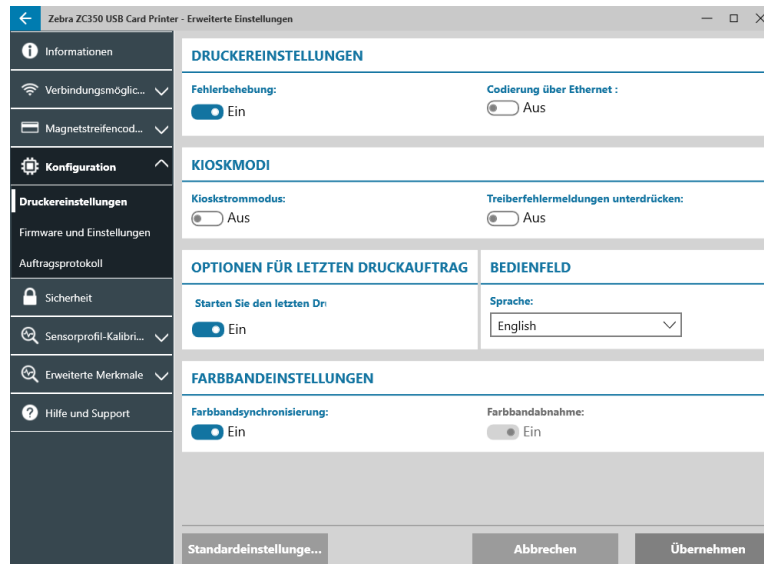 Zebra ZC350 USB Card Printer - Erweiterte Einstellungen
Informationen
Verbindungsmöglic...
Magnetstreifencod...
Konfiguration
Druckereinstellungen
Firmware und Einstellungen
Auftragsprotokoll
Sicherheit
Sensorprofil-Kalibri...
Erweiterte Merkmale
Hilfe und Support
DRUCKEREINSTELLUNGEN
Fehlerbehebung:
Ein
Codierung über Ethernet :
Aus
KIOSKMODI
Kioskstrommodus:
Aus
Treiberfehlermeldungen unterdrücken:
Aus
OPTIONEN FÜR LETZTEN DRUCKAUFTRAG
Starten Sie den letzten Dr
Ein
BEDIENFELD
Sprache:
English
FARBBANDEINSTELLUNGEN
Farbbandsynchronisierung:
Ein
Farbbandabnahme:
Ein
Standardeinstellunge...
Abbrechen
Übernehmen